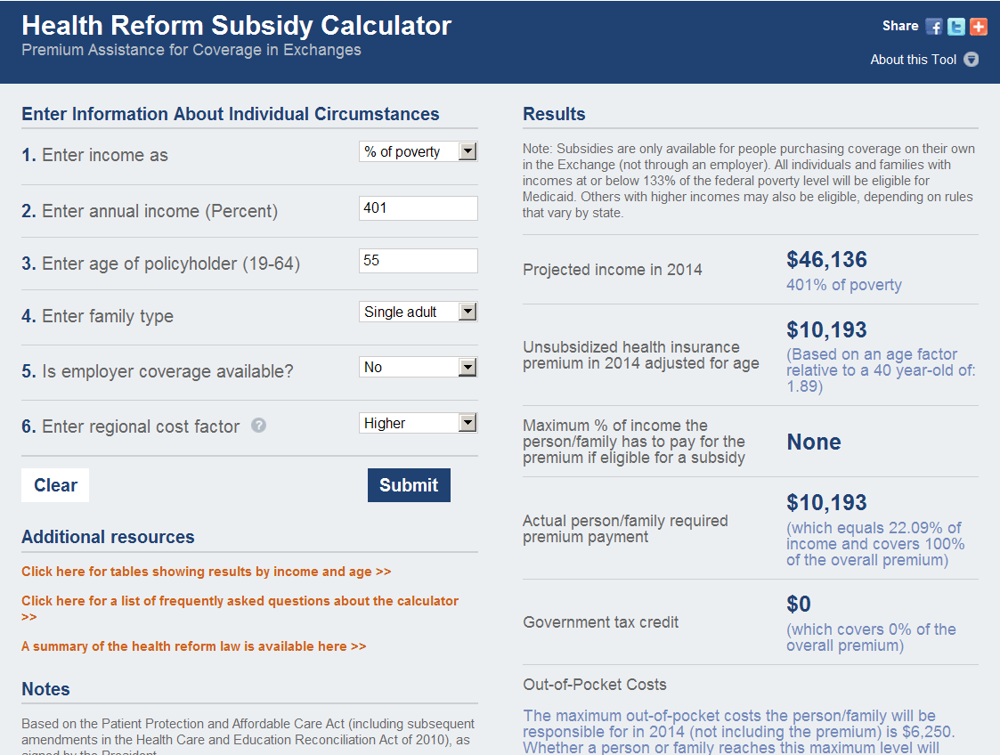 Health Reform Subsidy Calculator
Premium Assistance for Coverage in Exchanges
Share
About this Tool
Enter Information About Individual Circumstances
1. Enter income as
% of poverty
2. Enter annual income (Percent)
401
3. Enter age of policyholder (19-64)
55
4. Enter family type
Single adult
5. Is employer coverage available?
No
6. Enter regional cost factor ?
Higher
Clear
Submit
Additional resources
Click here for tables showing results by income and age >>
Click here for a list of frequently asked questions about the calculator
>>
A summary of the health reform law is available here >>
Notes
Based on the Patient Protection and Affordable Care Act (including subsequent
amendments in the Health Care and Education Reconciliation Act of 2010), as
signed by the President
Results
Note: Subsidies are only available for people purchasing coverage on their own
in the Exchange (not through an employer). All individuals and families with
incomes at or below 133% of the federal poverty level will be eligible for
Medicaid. Others with higher incomes may also be eligible, depending on rules
that vary by state.
Projected income in 2014
$46,136
401% of poverty
Unsubsidized health insurance
premium in 2014 adjusted for age
$10,193
(Based on an age factor
relative to a 40 year-old of:
1.89)
Maximum % of income the
person/family has to pay for the
premium if eligible for a subsidy
None
Actual person/family required
premium payment
$10,193
(which equals 22.09% of
income and covers 100%
of the overall premium)
Government tax credit
$0
(which covers 0% of the
overall premium)
Out-of-Pocket Costs
The maximum out-of-pocket costs the person/family will be
responsible for in 2014 (not including the premium) is $6,250.
Whether a person or family reaches this maximum level will